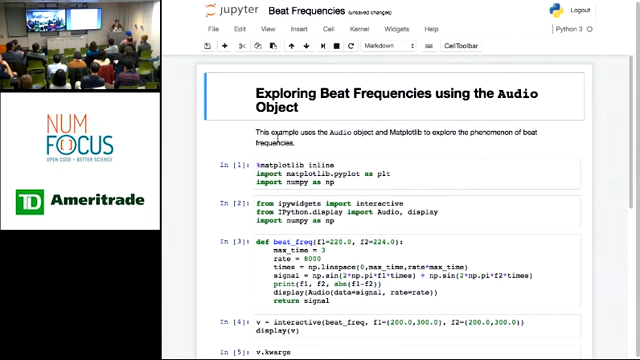 jupyter Beat Frequencies (unsaved changes)
Logout
File Edit View Insert Cell Kernel Widgets Help
Python 3
Markdown
CellToolbar
Exploring Beat Frequencies using the Audio
Object
This example uses the Audio object and Matplotlib to explore the phenomenon of beat
frequencies.
In [1]: %matplotlib inline
import matplotlib.pyplot as plt
import numpy as np
In [2]: from ipywidgets import interactive
from IPython.display import Audio, display
import numpy as np
In [3]: def beat_freq(f1=220.0, f2=224.0):
max_time = 3
rate = 8000
times = np.linspace(0,max_time,rate*max_time)
signal = np.sin(2*np.pi*f1*times) + np.sin(2*np.pi*f2*times)
print(f1, f2, abs(f1-f2))
display(Audio(data=signal, rate=rate))
return signal
In [4]: v = interactive(beat_freq, f1=(200.0,300.0), f2=(200.0,300.0))
display(v)
In [5]: v.kwargs
NUM
FOCUS
OPEN CODE = BETTER SCIENCE
TD Ameritrade